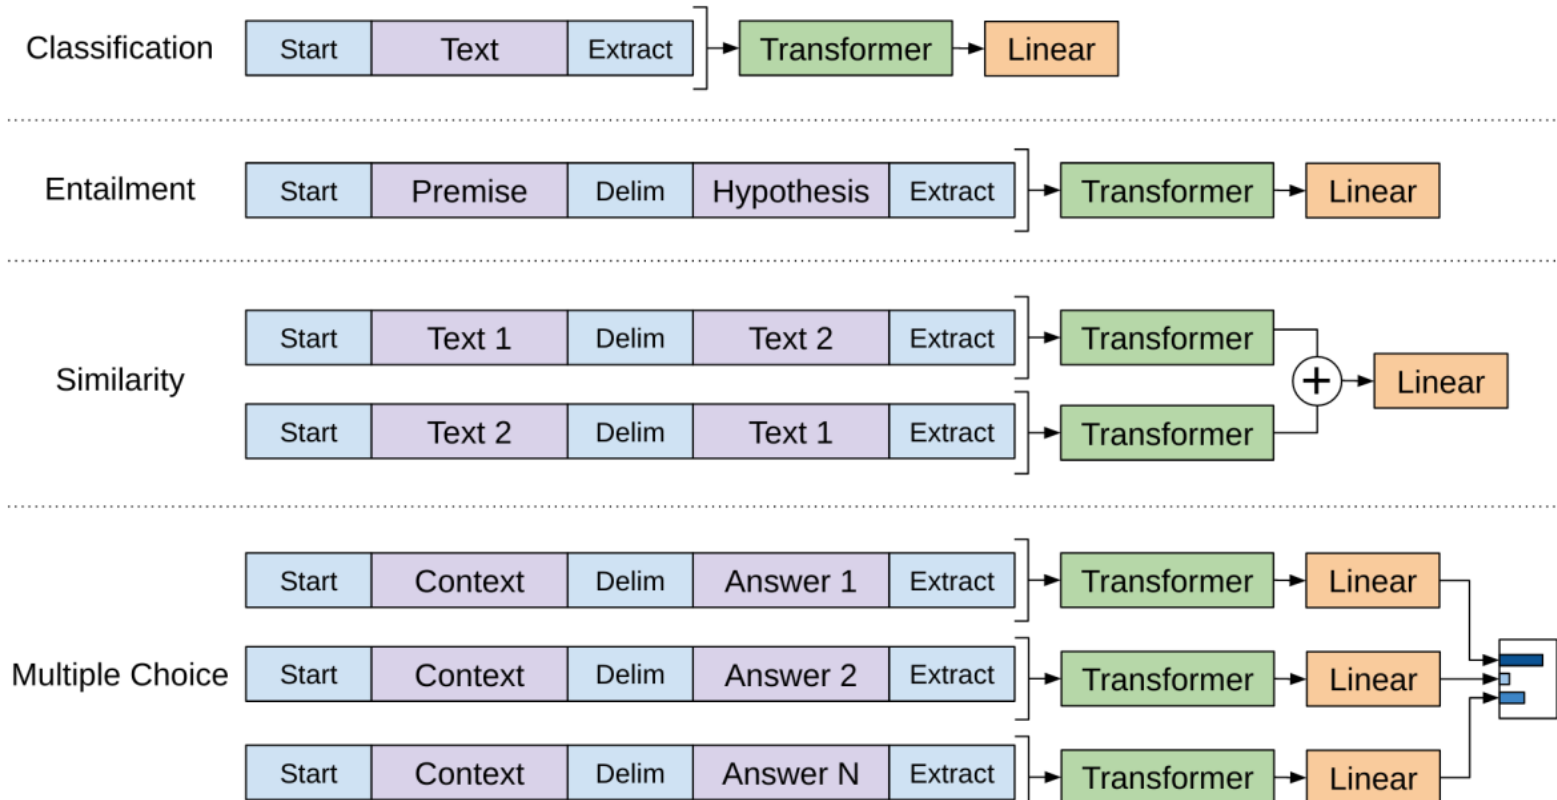 Classification Start Text Extract Transformer Linear
Entailment Start Premise Delim Hypothesis Extract Transformer Linear
Start Text 1 Delim Text 2 Extract Transformer
Similarity + Linear
Start Text 2 Delim Text 1 Extract Transformer
Start Context Delim Answer 1 Extract Transformer Linear
Multiple Choice Start Context Delim Answer 2 Extract Transformer Linear
Start Context Delim Answer N Extract Transformer Linear